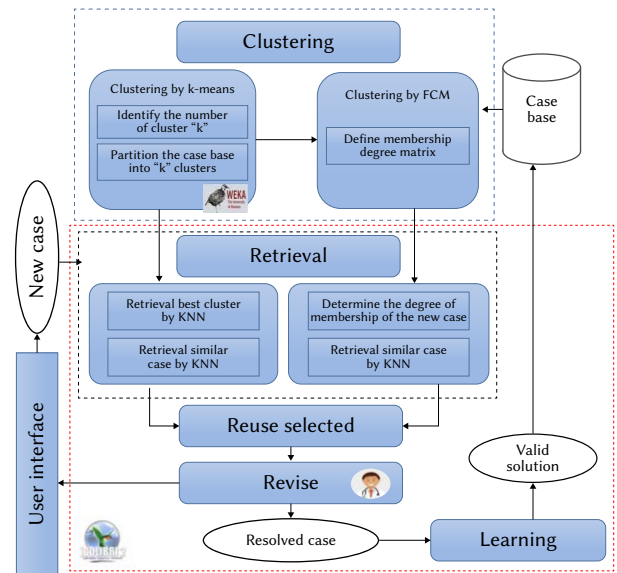 Clustering
Clustering by k-means
Identify the number
of cluster "k"
Partition the case base
into "k" clusters
WEKA
Clustering by FCM
Define membership
degree matrix
Case
base
New case
Retrieval
Retrieval best cluster
by KNN
Retrieval similar
case by KNN
Determine the degree of
membership of the new case
Retrieval similar case
by KNN
Reuse selected
User interface
Revise
Valid
solution
Resolved case
Learning